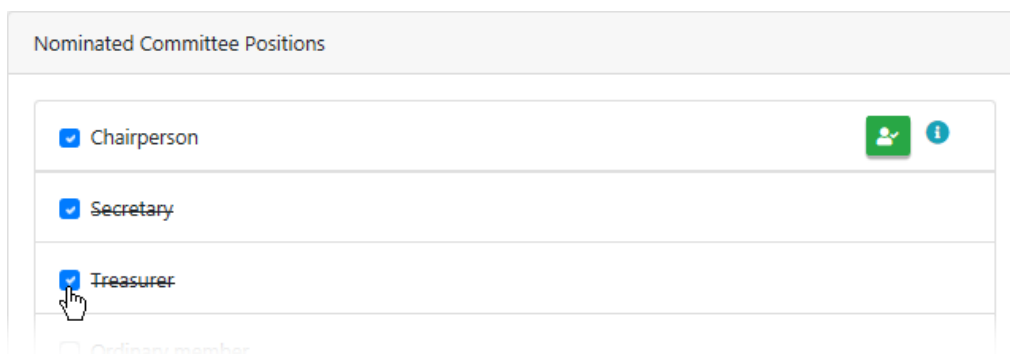 Nominated Committee Positions
Chairperson
Secretary
Treasurer
Ordinary member